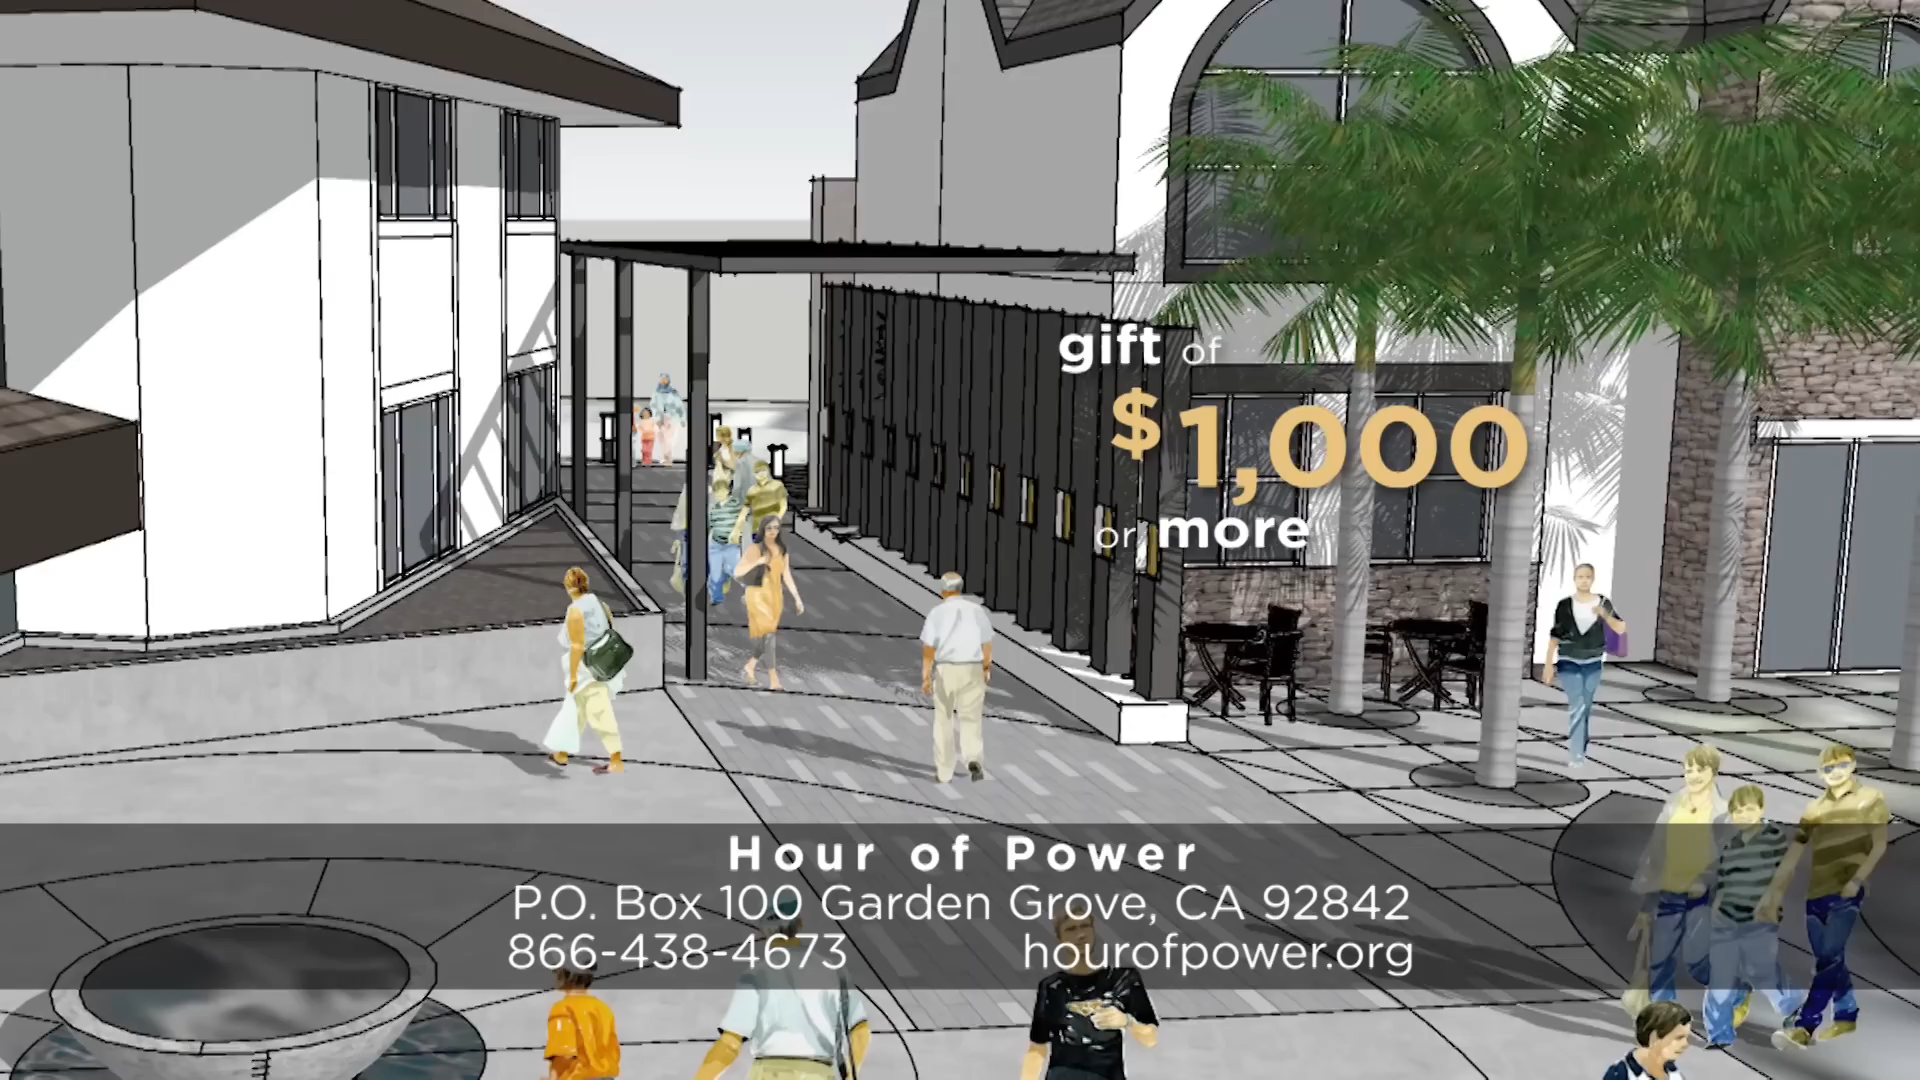 gift of
$1,000
or more
Hour of Power
P.O. Box 100 Garden Grove, CA 92842
866-438-4673 hourofpower.org